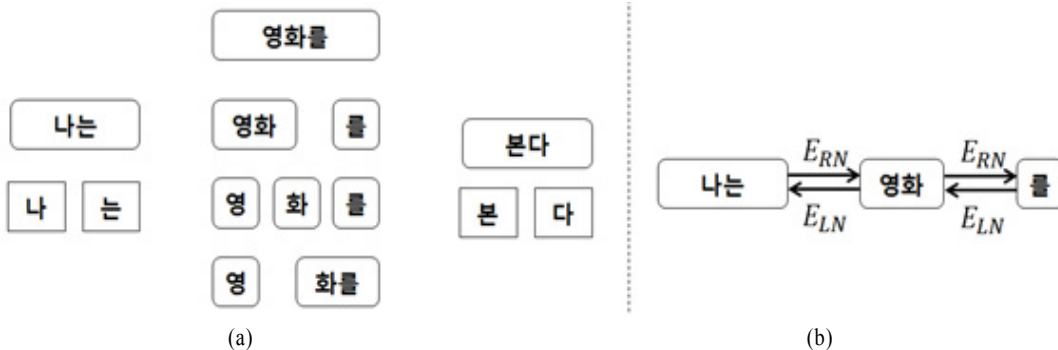 영화를
나는
영화 를
본다
나 는
영 화 를
본 다
영 화를
(a)
나는 E_RN 영화 E_RN 를
E_LN E_LN
(b)